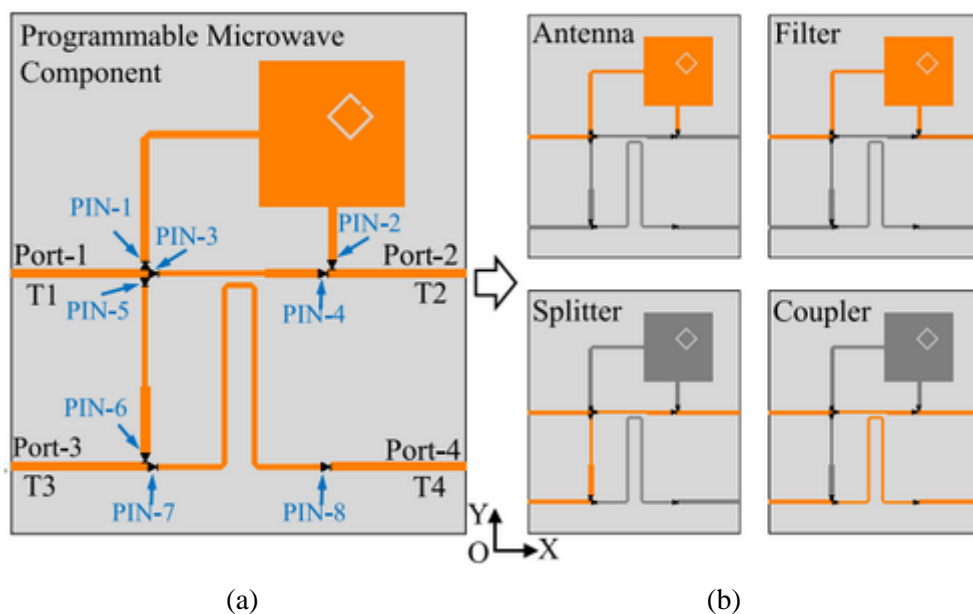 Programmable Microwave
Component
PIN-1
PIN-3
PIN-2
Port-1
Port-2
T1
T2
PIN-5
PIN-4
PIN-6
Port-3
Port-4
T3
T4
PIN-7
PIN-8
Y
O
X
Antenna
Filter
Splitter
Coupler
(a)
(b)